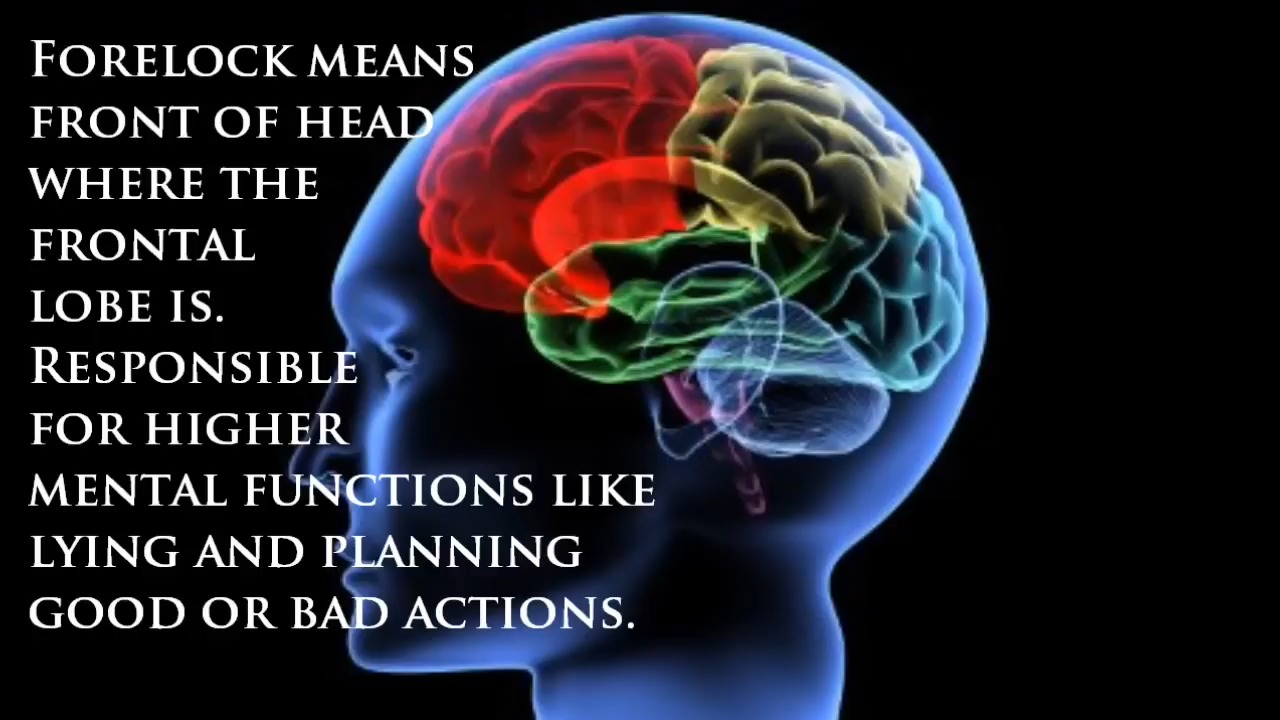 Forelock means
front of head
where the
frontal
lobe is.
Responsible
for higher
mental functions like
lying and planning
good or bad actions.